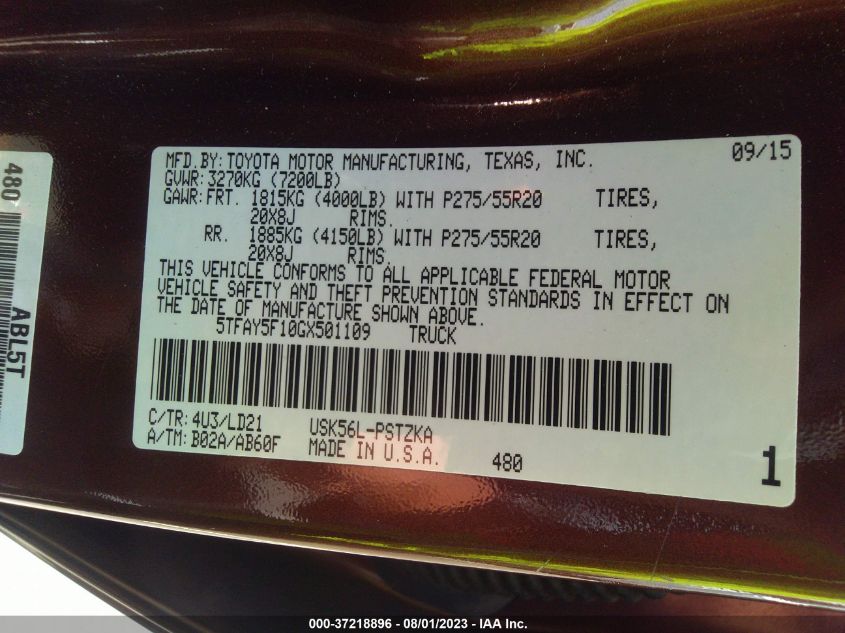 MFD.BY: TOYOTA MOTOR MANUFACTURING, TEXAS, INC. 09/15
GVWR: 3270KG (7200LB)
GAWR: FRT. 1815KG (4000LB) WITH P275/55R20 TIRES,
20X8J RIMS.
RR. 1885KG (4150LB) WITH P275/55R20 TIRES,
20X8J RIMS.
THIS VEHICLE CONFORMS TO ALL APPLICABLE FEDERAL MOTOR
VEHICLE SAFETY AND THEFT PREVENTION STANDARDS IN EFFECT ON
THE DATE OF MANUFACTURE SHOWN ABOVE.
5TFAY5F10GX501109 TRUCK
C/TR: 4U3/LD21 USK56L-PSTZKA
A/TM: B02A/AB60F MADE IN U.S.A. 480 1
480
ABL5T
000-37218896 - 08/01/2023 - IAA Inc.